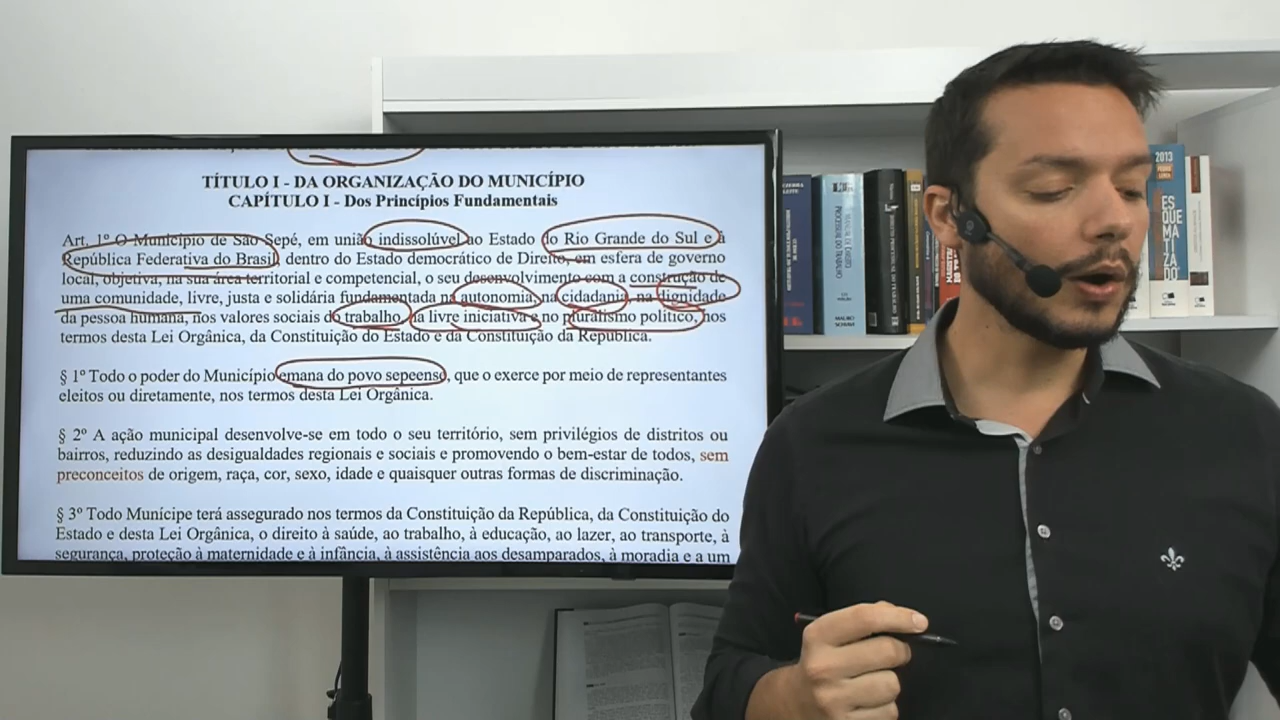 TÍTULO I - DA ORGANIZAÇÃO DO MUNICÍPIO
CAPÍTULO I - Dos Princípios Fundamentais
Art. 1º O Município de São Sepé, em união indissolúvel ao Estado do Rio Grande do Sul e à
República Federativa do Brasil, dentro do Estado democrático de Direito, em esfera de governo
local, objetiva, na sua área territorial e competencial, o seu desenvolvimento com a construção de
uma comunidade, livre, justa e solidária fundamentada na autonomia, na cidadania, na dignidade
da pessoa humana, nos valores sociais do trabalho, da livre iniciativa e no pluralismo político, nos
termos desta Lei Orgânica, da Constituição do Estado e da Constituição da República.
§ 1º Todo o poder do Município emana do povo sepeense, que o exerce por meio de representantes
eleitos ou diretamente, nos termos desta Lei Orgânica.
§ 2º A ação municipal desenvolve-se em todo o seu território, sem privilégios de distritos ou
bairros, reduzindo as desigualdades regionais e sociais e promovendo o bem-estar de todos, sem
preconceitos de origem, raça, cor, sexo, idade e quaisquer outras formas de discriminação.
§ 3º Todo Munícipe terá assegurado nos termos da Constituição da República, da Constituição do
Estado e desta Lei Orgânica, o direito à saúde, ao trabalho, à educação, ao lazer, ao transporte, à
segurança, proteção à maternidade e à infância, à assistência aos desamparados, à moradia e a um
2013
ES
QUE
MA
TI
ZA
DO